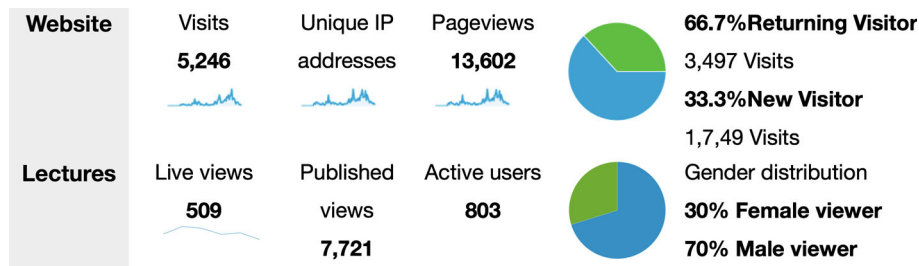 Website
Visits
5,246
Unique IP
addresses
Pageviews
13,602
66.7%Returning Visitor
3,497 Visits
33.3%New Visitor
1,7,49 Visits
Lectures
Live views
509
Published
views
7,721
Active users
803
Gender distribution
30% Female viewer
70% Male viewer